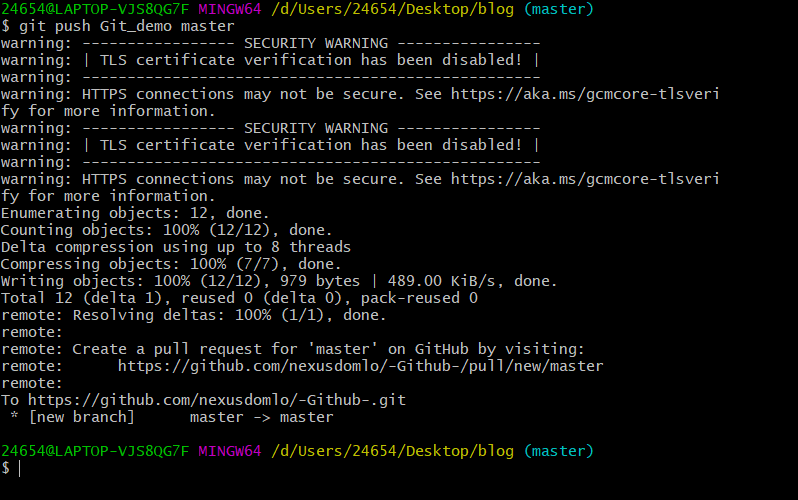 24654@LAPTOP-VJS8QG7F MINGW64 /d/Users/24654/Desktop/blog (master)
$ git push Git_demo master
warning: ----------------- SECURITY WARNING ----------------
warning: | TLS certificate verification has been disabled! |
warning: ---------------------------------------------------
warning: HTTPS connections may not be secure. See https://aka.ms/gcmcore-tlsveri
fy for more information.
warning: ----------------- SECURITY WARNING ----------------
warning: | TLS certificate verification has been disabled! |
warning: ---------------------------------------------------
warning: HTTPS connections may not be secure. See https://aka.ms/gcmcore-tlsveri
fy for more information.
Enumerating objects: 12, done.
Counting objects: 100% (12/12), done.
Delta compression using up to 8 threads
Compressing objects: 100% (7/7), done.
Writing objects: 100% (12/12), 979 bytes | 489.00 KiB/s, done.
Total 12 (delta 1), reused 0 (delta 0), pack-reused 0
remote: Resolving deltas: 100% (1/1), done.
remote:
remote: Create a pull request for 'master' on GitHub by visiting:
remote:      https://github.com/nexusdomlo/-Github-/pull/new/master
remote:
To https://github.com/nexusdomlo/-Github-.git
 * [new branch]      master -> master
24654@LAPTOP-VJS8QG7F MINGW64 /d/Users/24654/Desktop/blog (master)
$